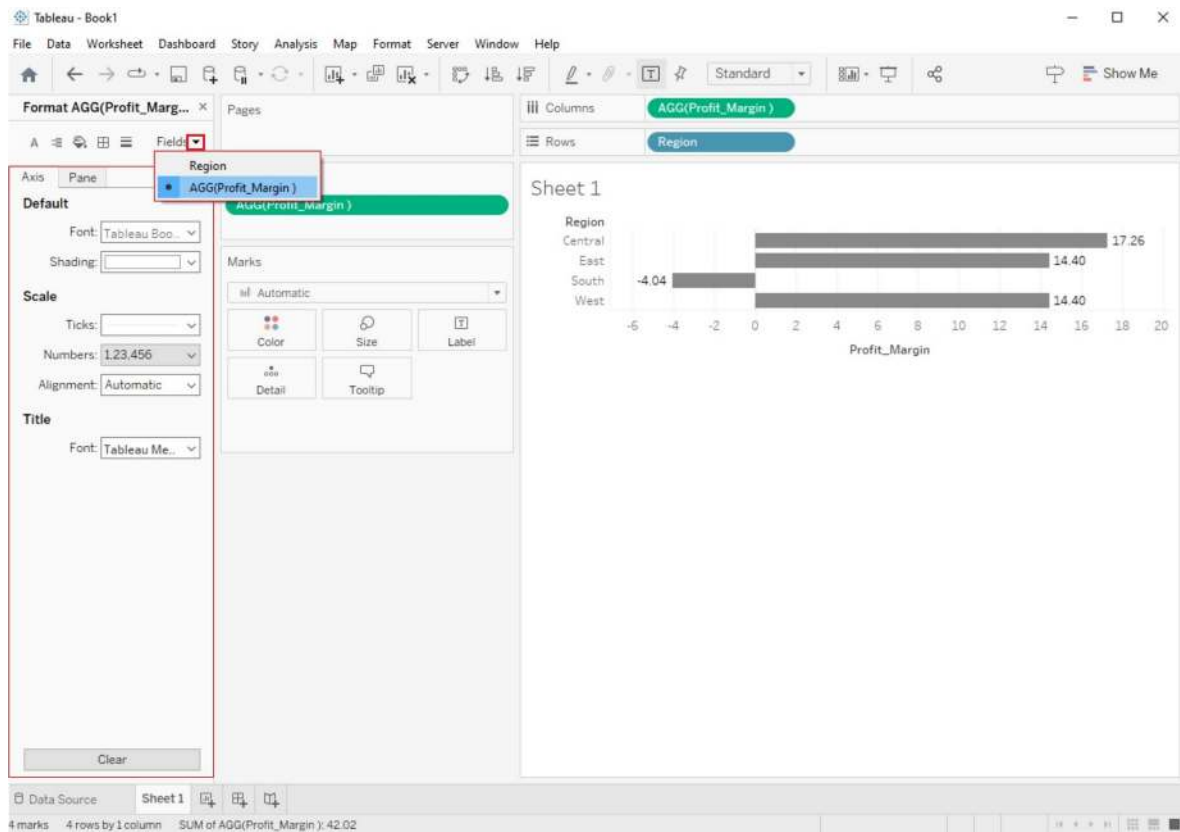 Tableau - Book1
File Data Worksheet Dashboard Story Analysis Map Format Server Window Help
Standard
Show Me
Format AGG(Profit_Marg...
Fields
Region
AGG(Profit_Margin )
Axis Pane
Default
Font: Tableau Boo..
Shading:
Scale
Ticks:
Numbers: 1,23,456
Alignment: Automatic
Title
Font: Tableau Me..
Clear
Pages
AGG(Profit_Margin )
Marks
Automatic
Color Size Label
Detail Tooltip
Columns AGG(Profit_Margin )
Rows Region
Sheet 1
Region
Central 17.26
East 14.40
South -4.04
West 14.40
-6 -4 -2 0 2 4 6 8 10 12 14 16 18 20
Profit_Margin
Data Source Sheet 1
4 marks 4 rows by 1 column SUM of AGG(Profit_Margin ): 42.02